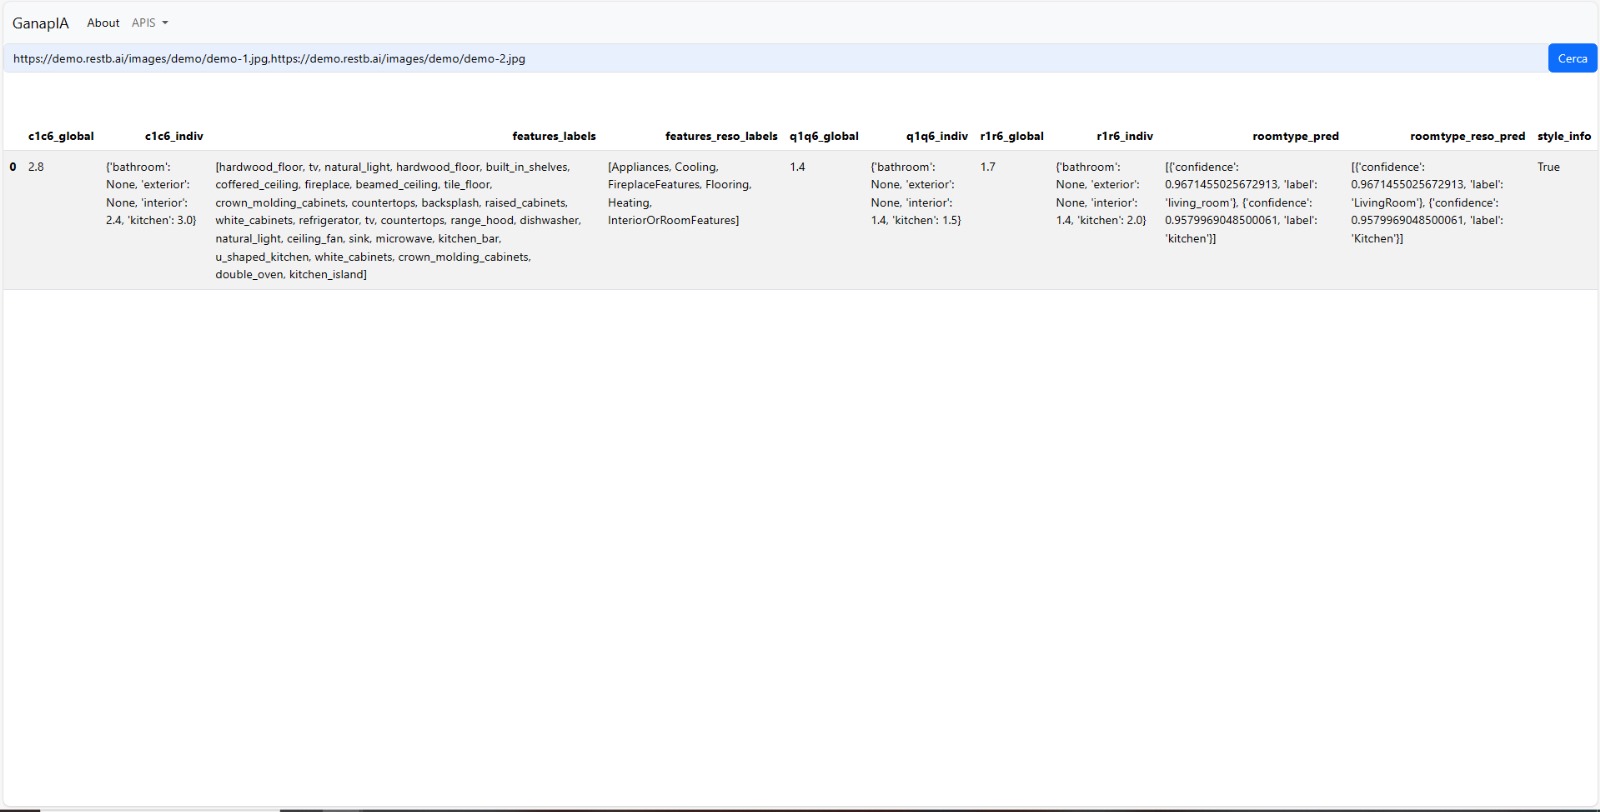 GanapIA About APIS
https://demo.restb.ai/images/demo/demo-1.jpg,https://demo.restb.ai/images/demo/demo-2.jpg Cerca
c1c6_global c1c6_indiv features_labels features_reso_labels q1q6_global q1q6_indiv r1r6_global r1r6_indiv roomtype_pred roomtype_reso_pred style_info
0 2.8 {'bathroom': [hardwood_floor, tv, natural_light, hardwood_floor, built_in_shelves, [Appliances, Cooling, 1.4 {'bathroom': 1.7 {'bathroom': [{'confidence': [{'confidence': True
None, 'exterior': coffered_ceiling, fireplace, beamed_ceiling, tile_floor, FireplaceFeatures, Flooring, None, 'exterior': None, 'exterior': 0.9671455025672913, 'label': 0.9671455025672913, 'label':
None, 'interior': crown_molding_cabinets, countertops, backsplash, raised_cabinets, Heating, None, 'interior': None, 'interior': 'living_room'}, {'confidence': 'LivingRoom'}, {'confidence':
2.4, 'kitchen': 3.0} white_cabinets, refrigerator, tv, countertops, range_hood, dishwasher, InteriorOrRoomFeatures] 1.4, 'kitchen': 1.5} 1.4, 'kitchen': 2.0} 0.9579969048500061, 'label': 0.9579969048500061, 'label':
natural_light, ceiling_fan, sink, microwave, kitchen_bar, 'kitchen'}] 'Kitchen'}]
u_shaped_kitchen, white_cabinets, crown_molding_cabinets,
double_oven, kitchen_island]